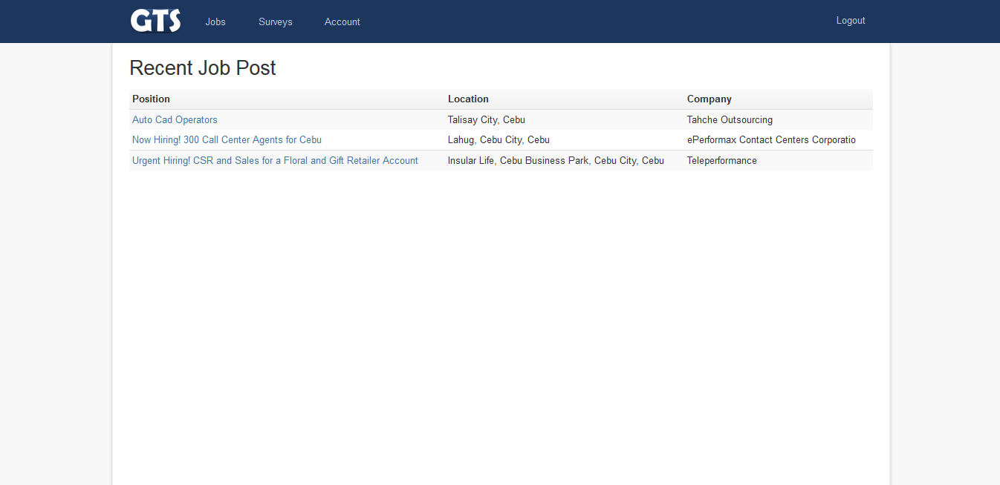 GTS Jobs Surveys Account Logout
Recent Job Post
Position Location Company
Auto Cad Operators Talisay City, Cebu Tahche Outsourcing
Now Hiring! 300 Call Center Agents for Cebu Lahug, Cebu City, Cebu ePerformax Contact Centers Corporatio
Urgent Hiring! CSR and Sales for a Floral and Gift Retailer Account Insular Life, Cebu Business Park, Cebu City, Cebu Teleperformance